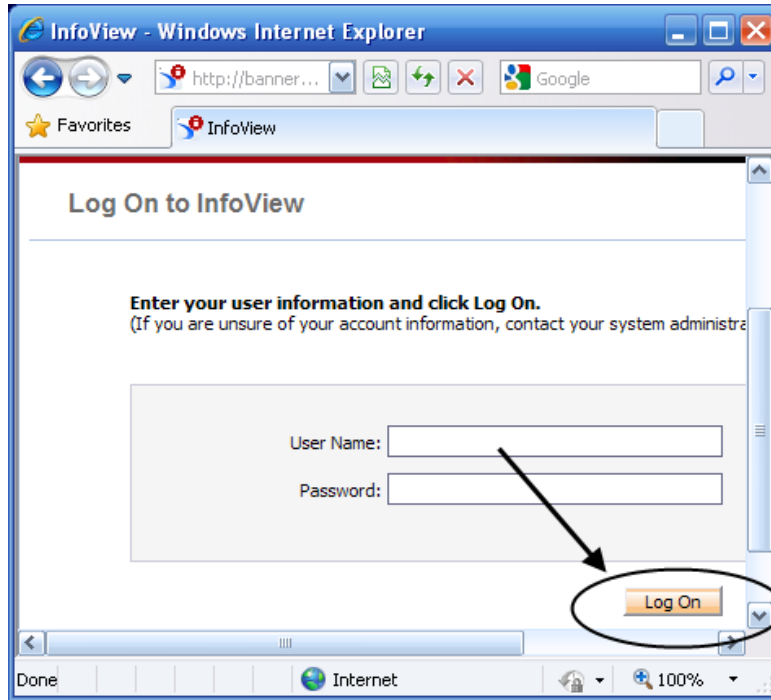 InfoView - Windows Internet Explorer
http://banner...
Google
Favorites
InfoView
Log On to InfoView
Enter your user information and click Log On.
(If you are unsure of your account information, contact your system administra
User Name:
Password:
Log On
Done
Internet
100%